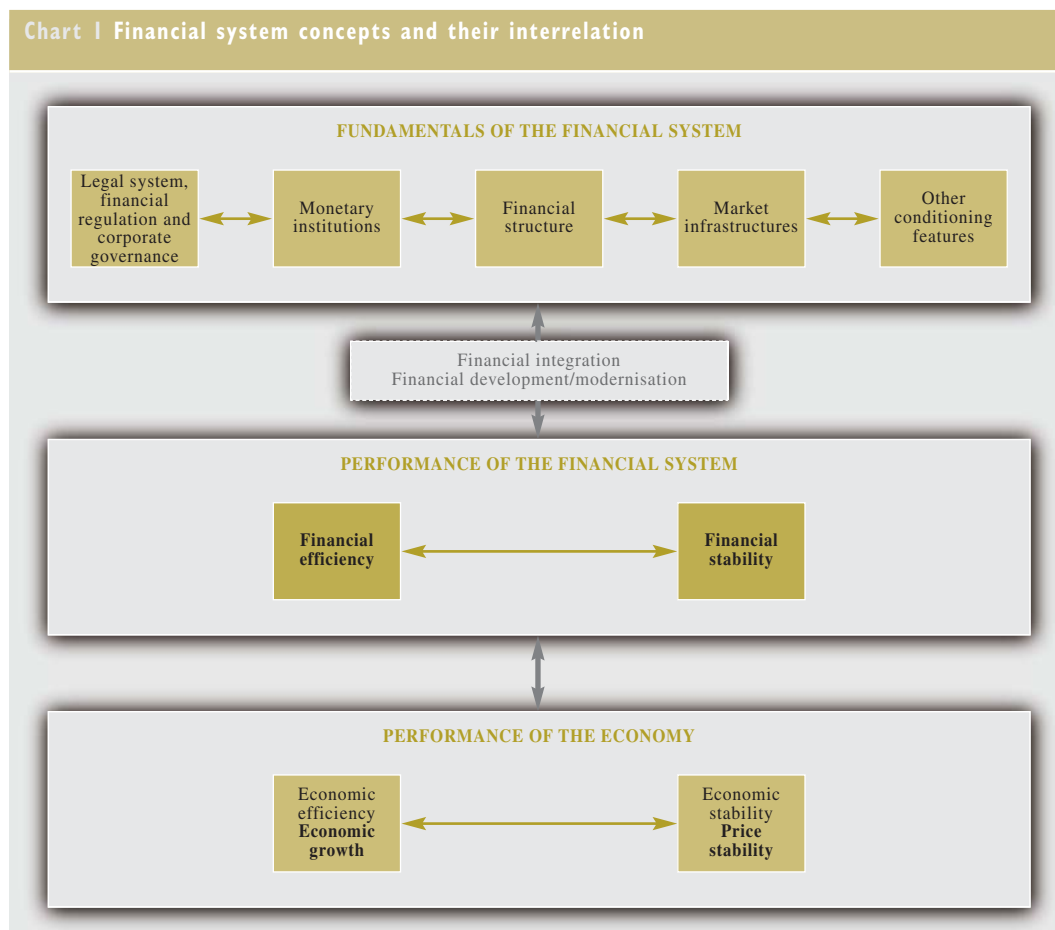 Chart 1 Financial system concepts and their interrelation
FUNDAMENTALS OF THE FINANCIAL SYSTEM
Legal system,
financial
regulation and
corporate
governance
Monetary
institutions
Financial
structure
Market
infrastructures
Other
conditioning
features
Financial integration
Financial development/modernisation
PERFORMANCE OF THE FINANCIAL SYSTEM
Financial
efficiency
Financial
stability
PERFORMANCE OF THE ECONOMY
Economic
efficiency
Economic
growth
Economic
stability
Price
stability